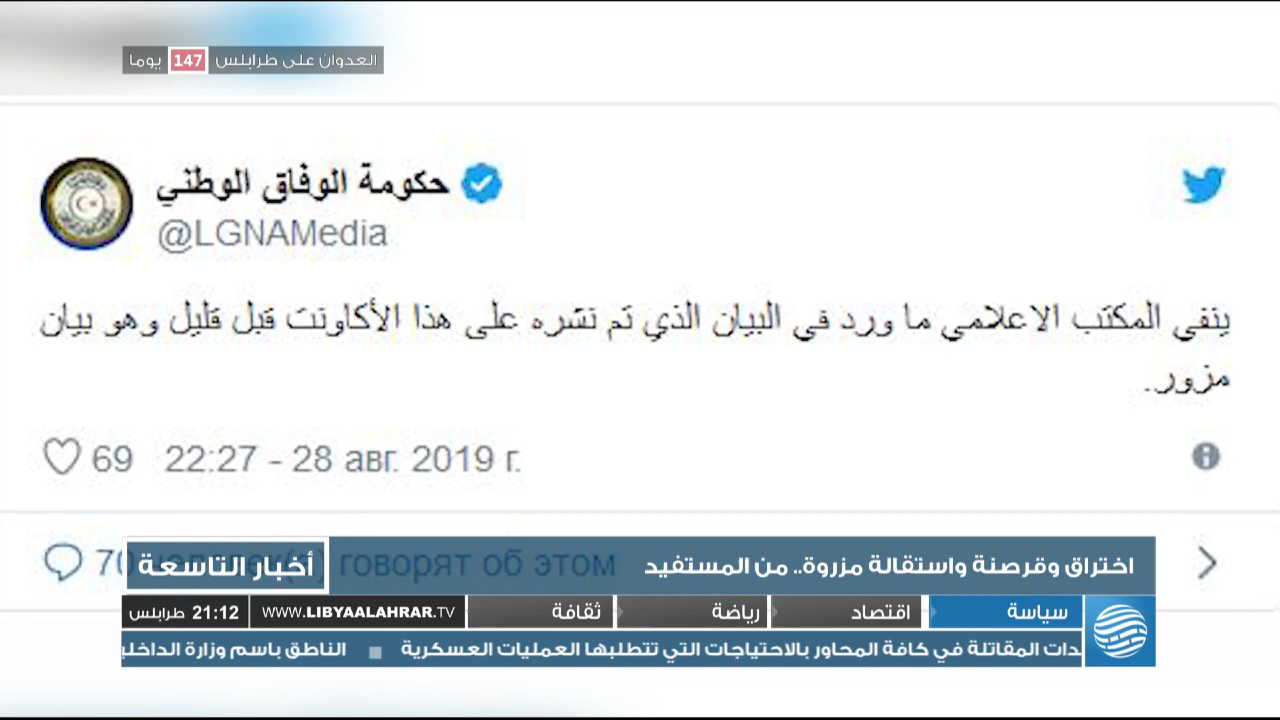 العدوان على طرابلس 147 يوما
حكومة الوفاق الوطني
@LGNAMedia
ينفي المكتب الاعلامي ما ورد في البيان الذي تم نشره على هذا الأكاونت قبل قليل وهو بيان
مزور.
69 22:27 - 28 авг. 2019 г.
70 человек(а) говорят об этом
اختراق وقرصنة واستقالة مزروة.. من المستفيد
أخبار التاسعة
سياسة اقتصاد رياضة ثقافة WWW.LIBYAALAHRAR.TV 21:12 طرابلس
المقاتلة في كافة المحاور بالاحتياجات التي تتطلبها العمليات العسكرية ■ الناطق باسم وزارة